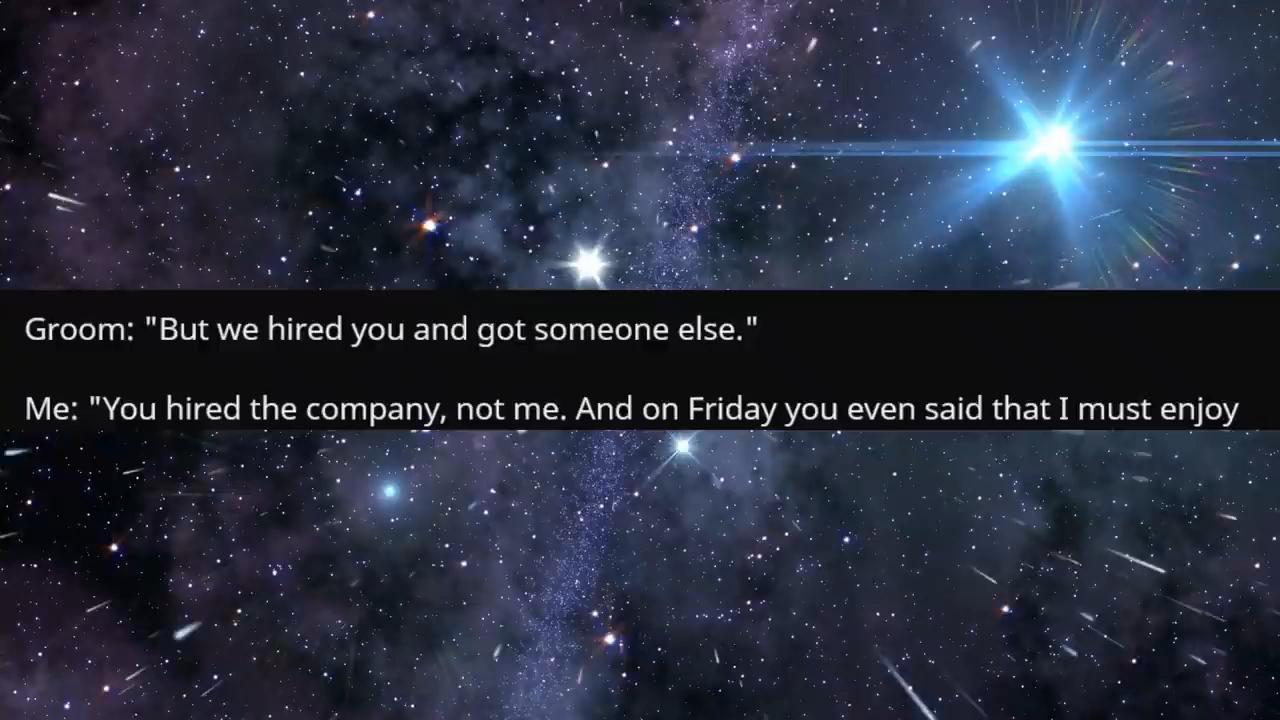 Groom: "But we hired you and got someone else."
Me: "You hired the company, not me. And on Friday you even said that I must enjoy